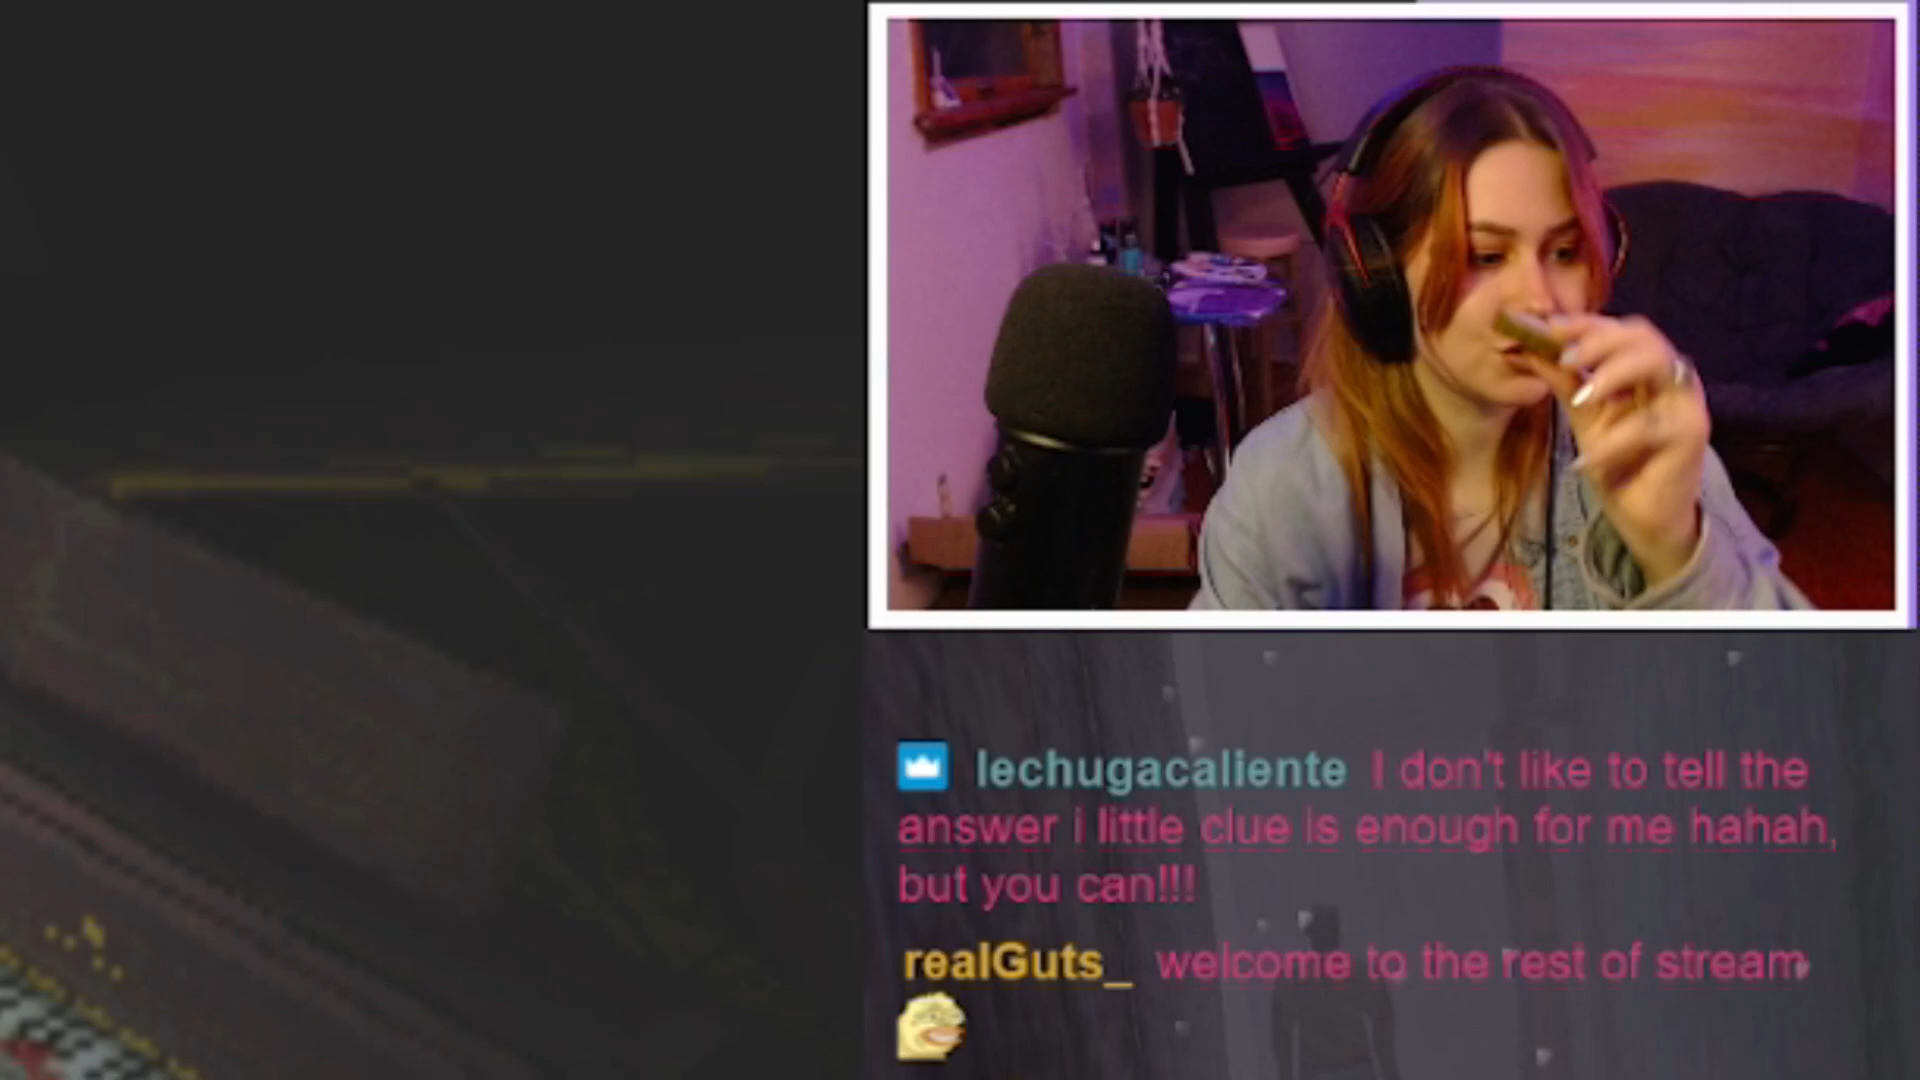 lechugacaliente I don't like to tell the
answer i little clue is enough for me hahah,
but you can!!!
realGuts_ welcome to the rest of stream